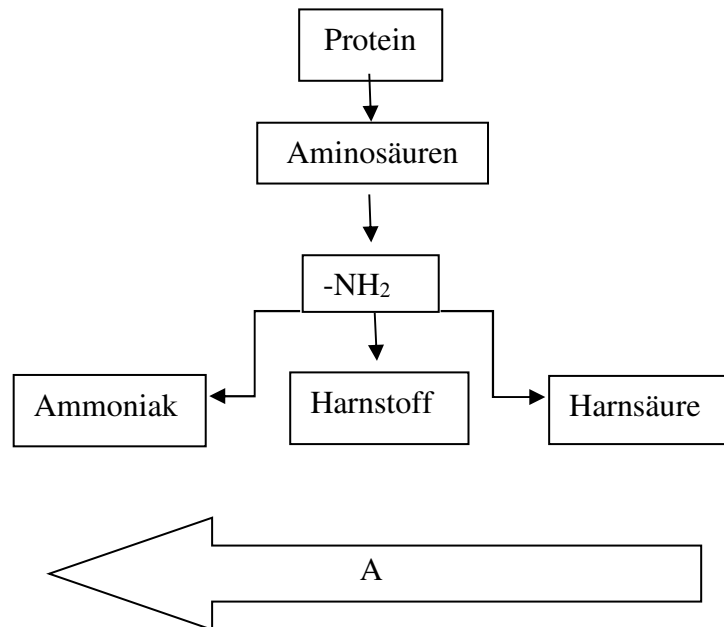 Protein
Aminosäuren
-NH₂
Ammoniak
Harnstoff
Harnsäure
A